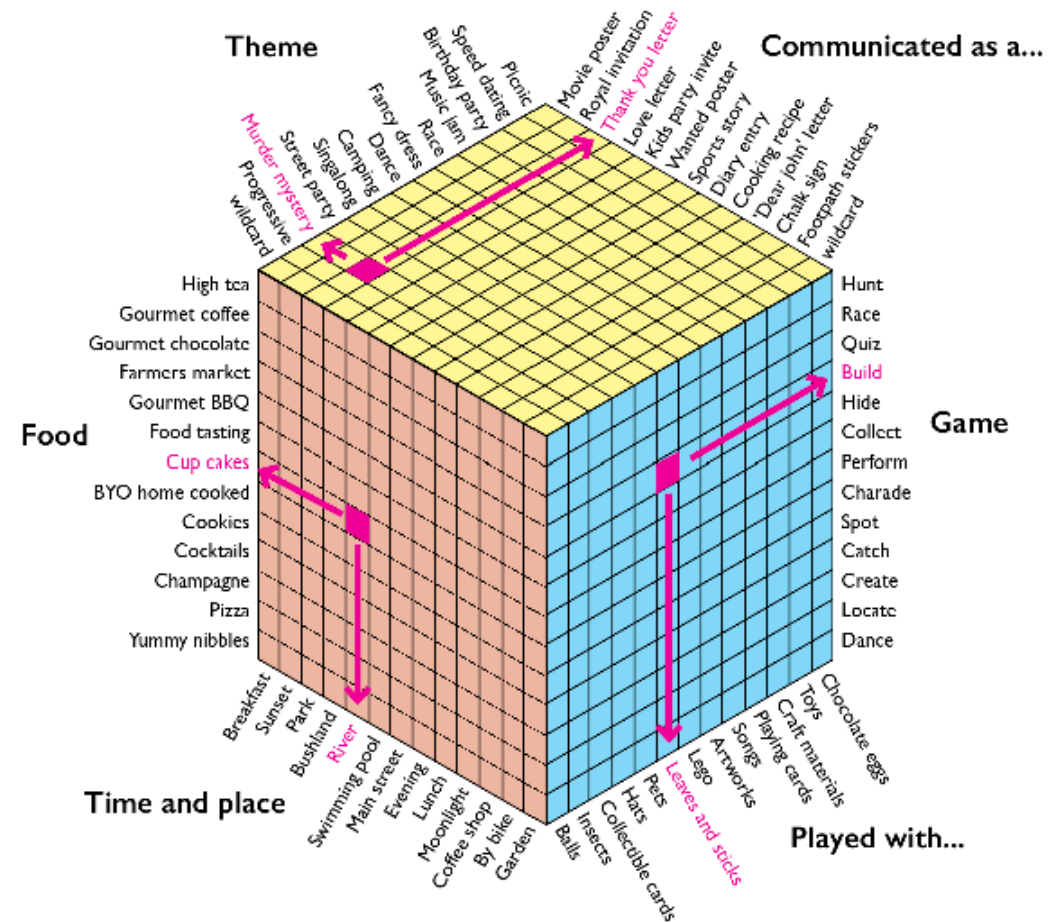 Theme
Communicated as a...
wildcard
Progressive
Murder mystery
Street party
Singalong
Camping
Dance
Fancy dress
Race
Music jam
Birthday party
Speed dating
Picnic
Movie poster
Royal invitation
Thank you letter
Love letter
Kids party invite
Wanted poster
Sports story
Diary entry
Cooking recipe
'Dear john' letter
Chalk sign
Footpath stickers
wildcard
Food
High tea
Gourmet coffee
Gourmet chocolate
Farmers market
Gourmet BBQ
Food tasting
Cup cakes
BYO home cooked
Cookies
Cocktails
Champagne
Pizza
Yummy nibbles
Game
Hunt
Race
Quiz
Build
Hide
Collect
Perform
Charade
Spot
Catch
Create
Locate
Dance
Time and place
Breakfast
Sunset
Park
Bushland
River
Swimming pool
Main street
Evening
Lunch
Moonlight
Coffee shop
By bike
Garden
Played with...
Balls
Insects
Collectible cards
Hats
Pets
Leaves and sticks
Lego
Artworks
Songs
Playing cards
Craft materials
Toys
Chocolate eggs